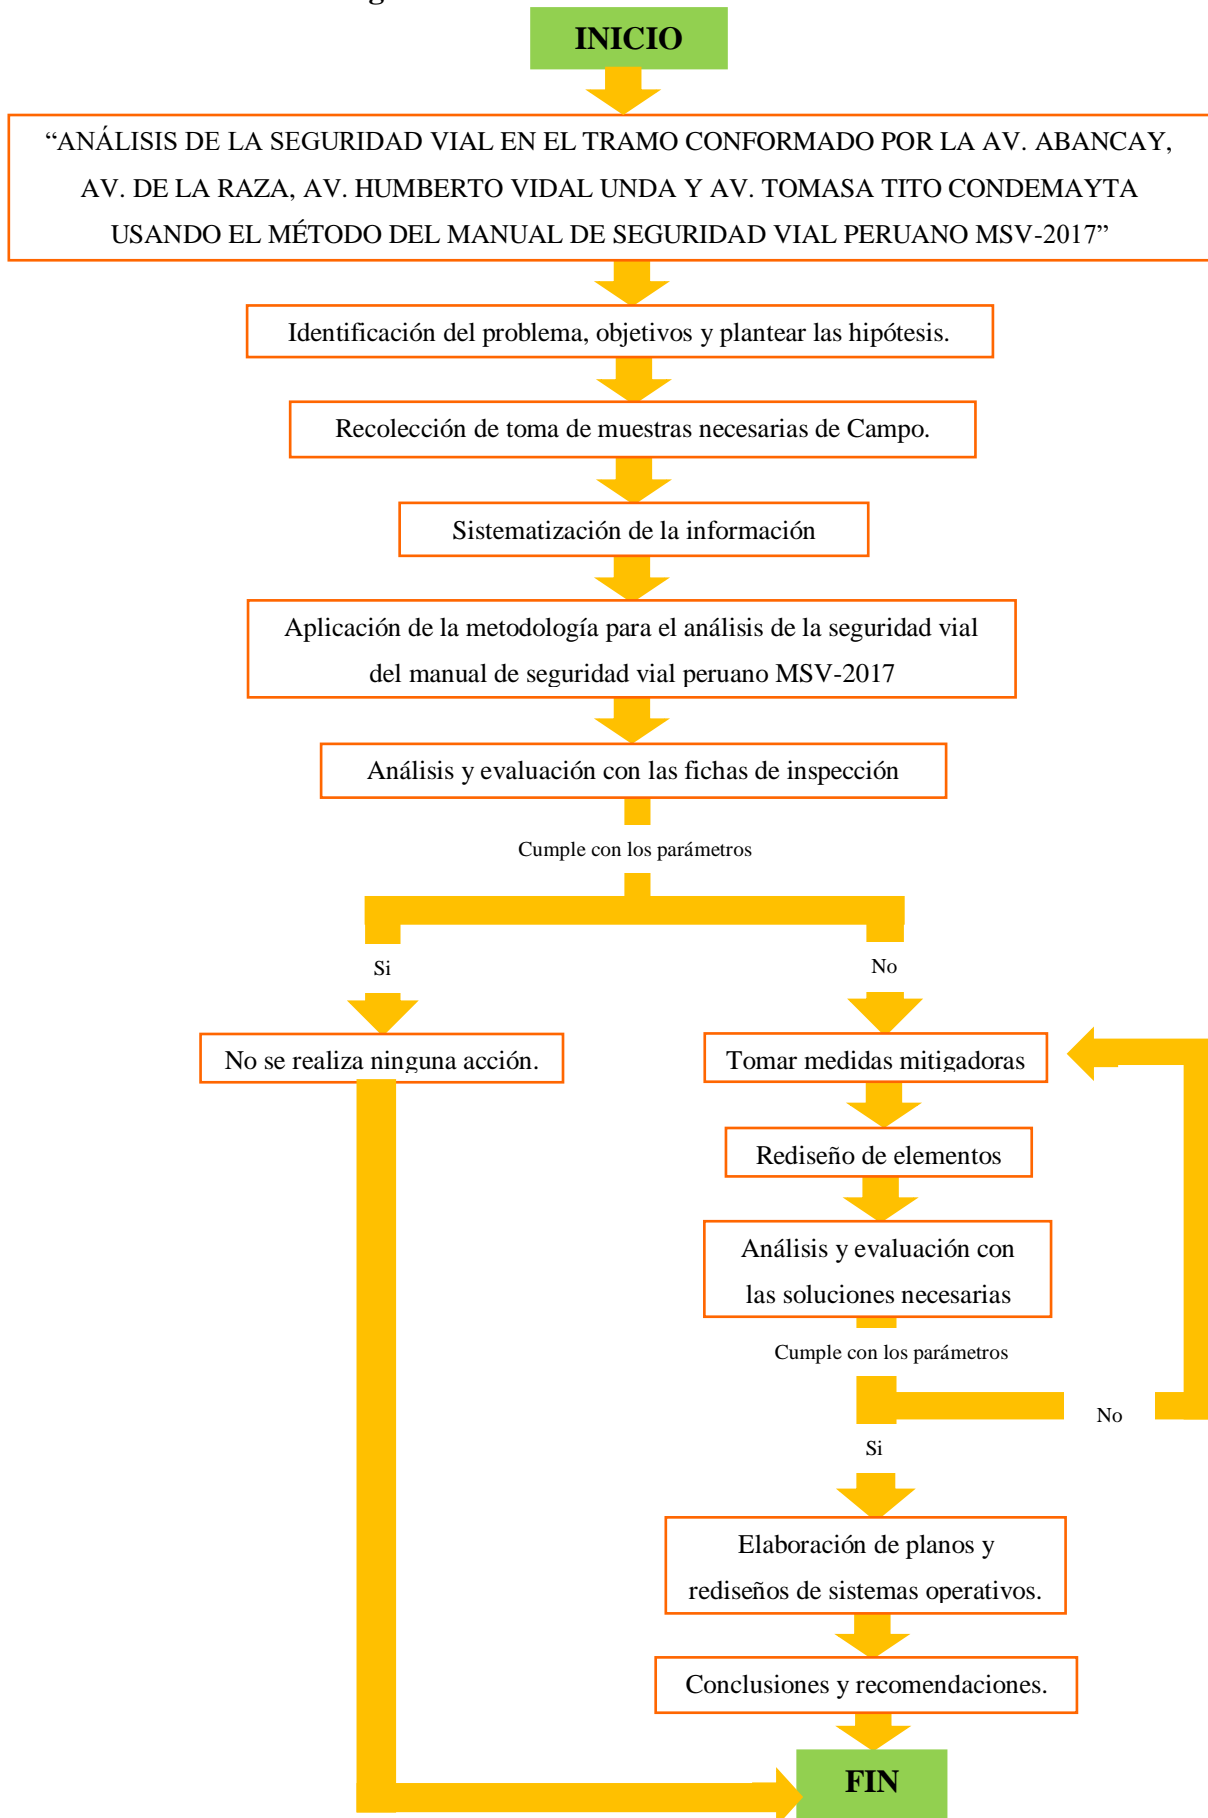 INICIO
“ANÁLISIS DE LA SEGURIDAD VIAL EN EL TRAMO CONFORMADO POR LA AV. ABANCAY,
AV. DE LA RAZA, AV. HUMBERTO VIDAL UNDA Y AV. TOMASA TITO CONDEMAYTA
USANDO EL MÉTODO DEL MANUAL DE SEGURIDAD VIAL PERUANO MSV-2017”
Identificación del problema, objetivos y plantear las hipótesis.
Recolección de toma de muestras necesarias de Campo.
Sistematización de la información
Aplicación de la metodología para el análisis de la seguridad vial
del manual de seguridad vial peruano MSV-2017
Análisis y evaluación con las fichas de inspección
Cumple con los parámetros
Si
No
No se realiza ninguna acción.
Tomar medidas mitigadoras
Rediseño de elementos
Análisis y evaluación con
las soluciones necesarias
Cumple con los parámetros
No
Si
Elaboración de planos y
rediseños de sistemas operativos.
Conclusiones y recomendaciones.
FIN